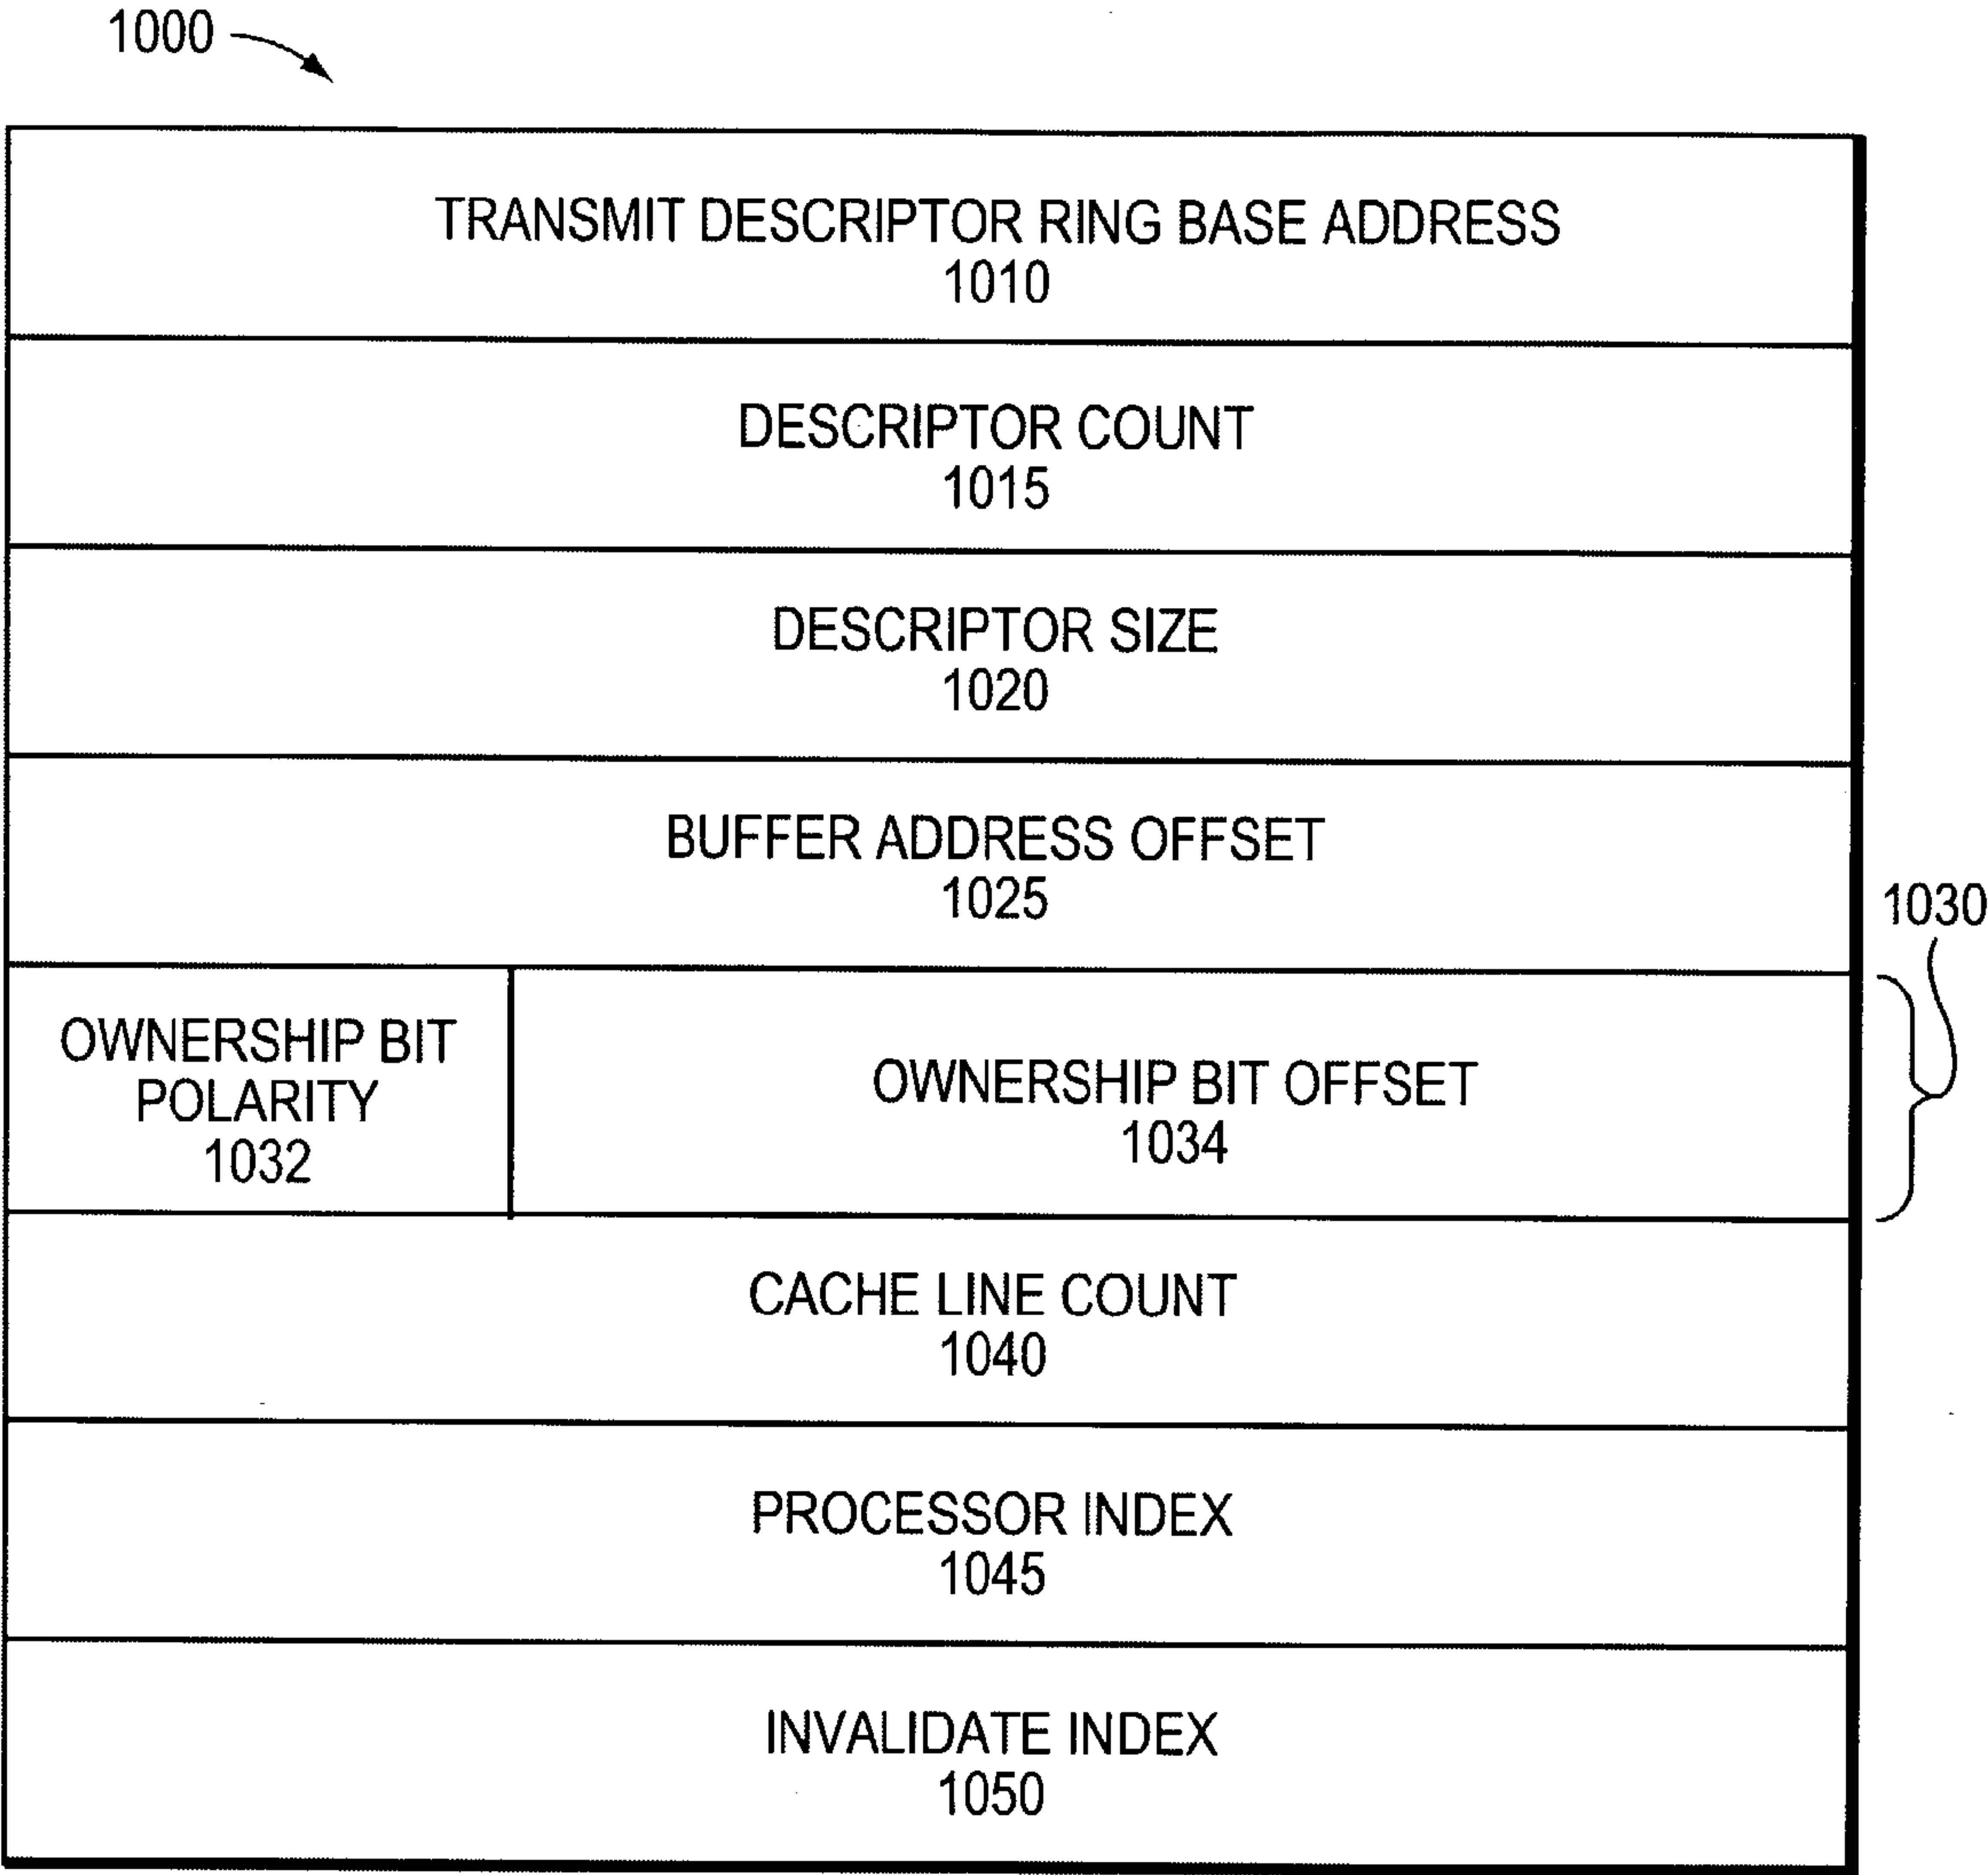 1000
TRANSMIT DESCRIPTOR RING BASE ADDRESS
1010
DESCRIPTOR COUNT
1015
DESCRIPTOR SIZE
1020
BUFFER ADDRESS OFFSET
1025
1030
OWNERSHIP BIT
POLARITY
1032
OWNERSHIP BIT OFFSET
1034
CACHE LINE COUNT
1040
PROCESSOR INDEX
1045
INVALIDATE INDEX
1050